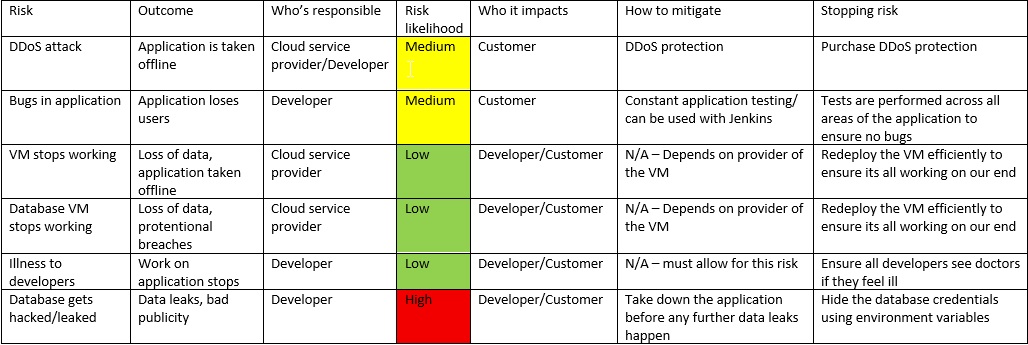 Risk Outcome Who's responsible Risk likelihood Who it impacts How to mitigate Stopping risk
DDoS attack Application is taken offline Cloud service provider/Developer Medium Customer DDoS protection Purchase DDoS protection
Bugs in application Application loses users Developer Medium Customer Constant application testing/ can be used with Jenkins Tests are performed across all areas of the application to ensure no bugs
VM stops working Loss of data, application taken offline Cloud service provider Low Developer/Customer N/A – Depends on provider of the VM Redeploy the VM efficiently to ensure its all working on our end
Database VM stops working Loss of data, protentional breaches Cloud service provider Low Developer/Customer N/A – Depends on provider of the VM Redeploy the VM efficiently to ensure its all working on our end
Illness to developers Work on application stops Developer Low Developer/Customer N/A – must allow for this risk Ensure all developers see doctors if they feel ill
Database gets hacked/leaked Data leaks, bad publicity Developer High Developer/Customer Take down the application before any further data leaks happen Hide the database credentials using environment variables